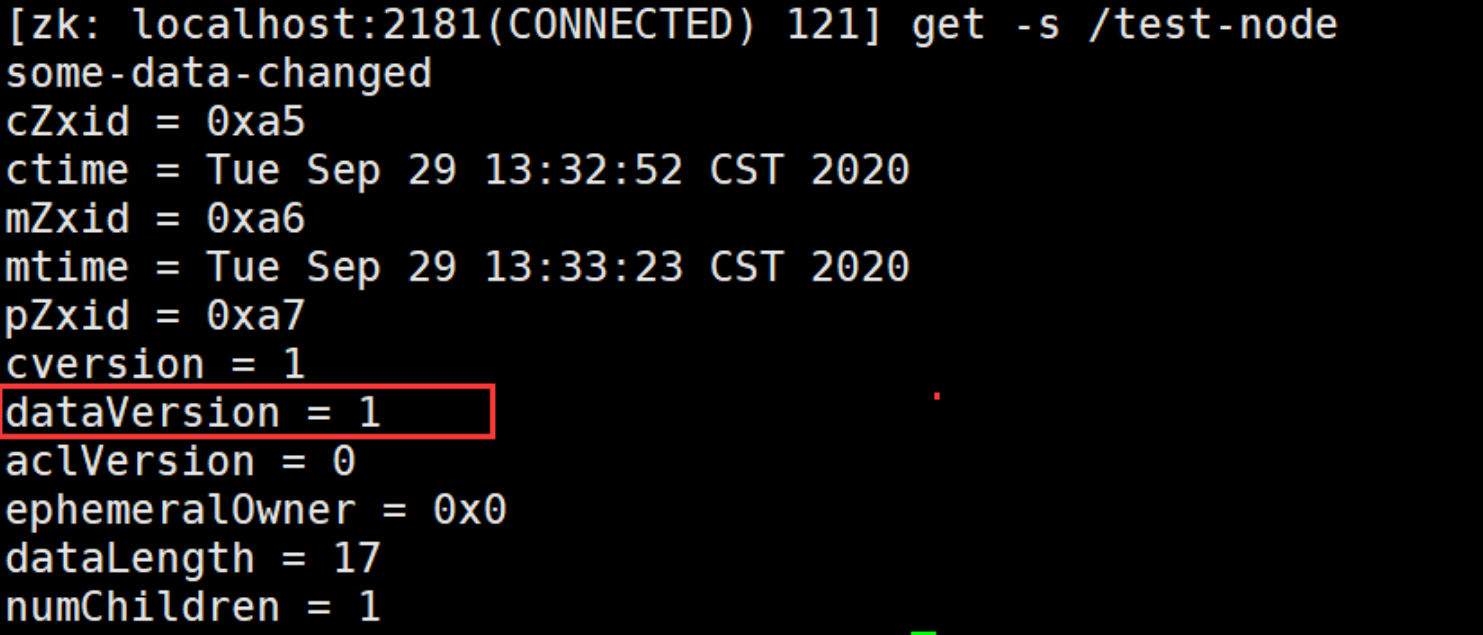 [zk: localhost:2181(CONNECTED) 121] get -s /test-node
some-data-changed
cZxid = 0xa5
ctime = Tue Sep 29 13:32:52 CST 2020
mZxid = 0xa6
mtime = Tue Sep 29 13:33:23 CST 2020
pZxid = 0xa7
cversion = 1
dataVersion = 1
aclVersion = 0
ephemeralOwner = 0x0
dataLength = 17
numChildren = 1